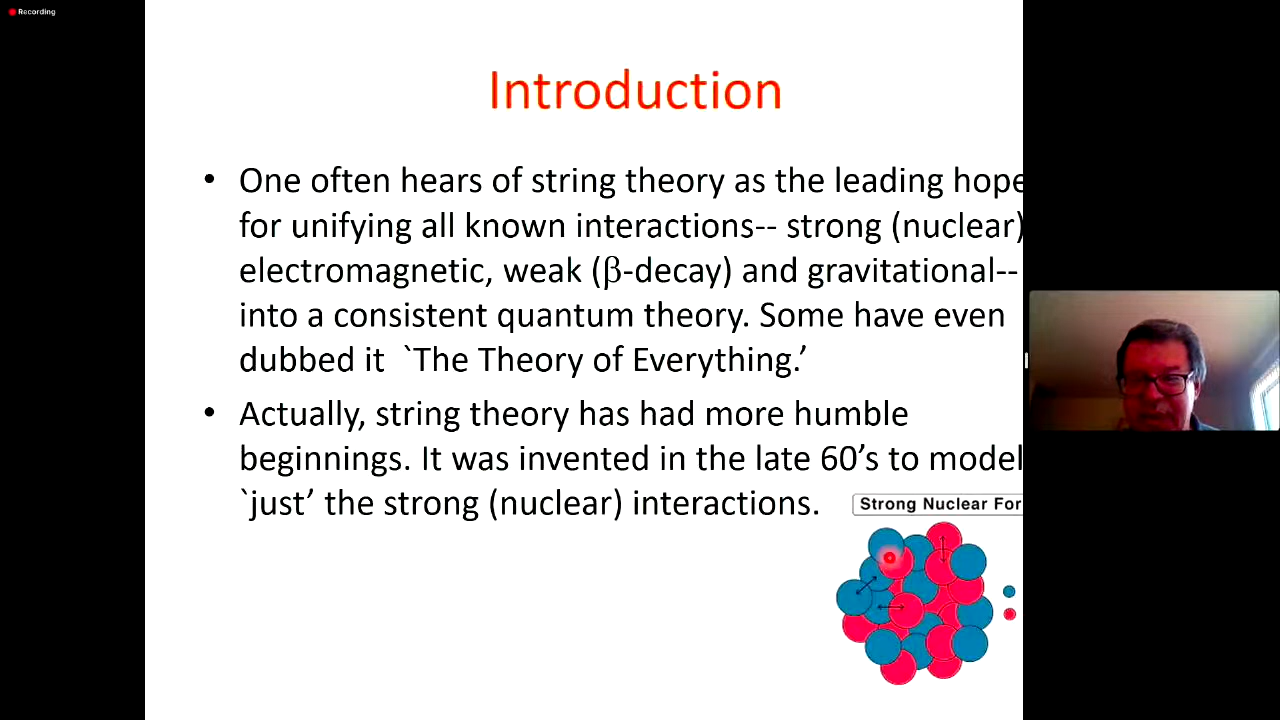 Recording
Introduction
• One often hears of string theory as the leading hope
for unifying all known interactions-- strong (nuclear)
electromagnetic, weak (β-decay) and gravitational--
into a consistent quantum theory. Some have even
dubbed it `The Theory of Everything.’
• Actually, string theory has had more humble
beginnings. It was invented in the late 60’s to model
`just’ the strong (nuclear) interactions.
Strong Nuclear For